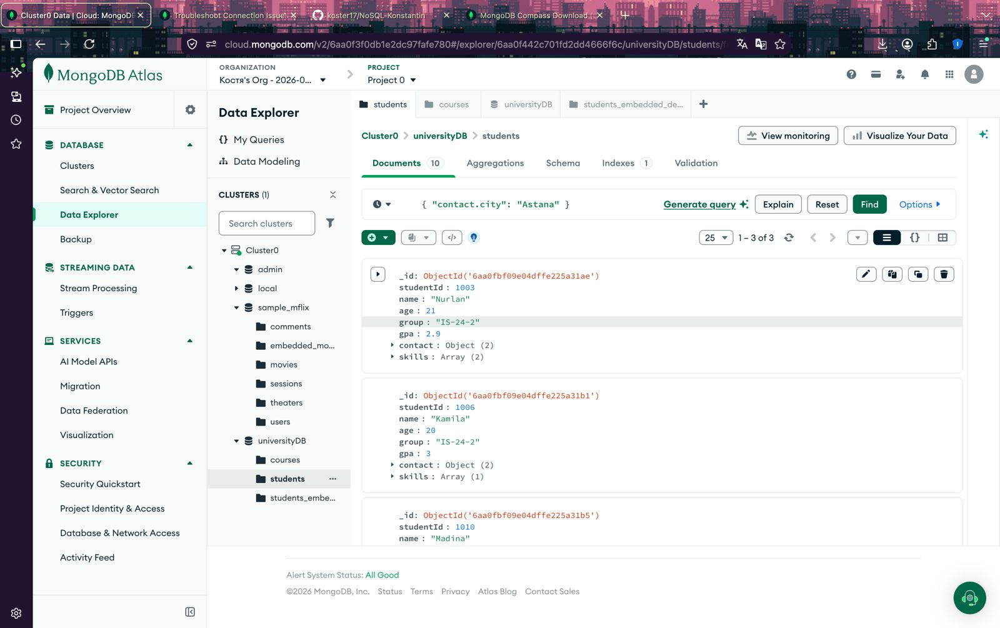 Cluster0 Data | Cloud: MongoDB
Troubleshoot Connection Issue
koster17/NoSQL-Konstantin
MongoDB Compass Download (
cloud.mongodb.com/v2/6aa0f3f0db1e2dc97fafe780#/explorer/6aa0f442c701fd2dd4666f6c/universityDB/students/f
MongoDB Atlas
ORGANIZATION
Костя's Org - 2026-0...
PROJECT
Project 0
Project Overview
DATABASE
Clusters
Search & Vector Search
Data Explorer
Backup
STREAMING DATA
Stream Processing
Triggers
SERVICES
AI Model APIs
Migration
Data Federation
Visualization
SECURITY
Security Quickstart
Project Identity & Access
Database & Network Access
Activity Feed
Data Explorer
My Queries
Data Modeling
CLUSTERS (1)
Search clusters
Cluster0
admin
local
sample_mflix
comments
embedded_mo...
movies
sessions
theaters
users
universityDB
courses
students
students_embe...
students
courses
universityDB
students_embedded_de...
Cluster0 > universityDB > students
View monitoring
Visualize Your Data
Documents 10
Aggregations
Schema
Indexes 1
Validation
{ "contact.city": "Astana" }
Generate query
Explain
Reset
Find
Options
25
1 – 3 of 3
_id: ObjectId('6aa0fbf09e04dffe225a31ae')
studentId : 1003
name : "Nurlan"
age : 21
group : "IS-24-2"
gpa : 2.9
contact : Object (2)
skills : Array (2)
_id: ObjectId('6aa0fbf09e04dffe225a31b1')
studentId : 1006
name : "Kamila"
age : 20
group : "IS-24-2"
gpa : 3
contact : Object (2)
skills : Array (1)
_id: ObjectId('6aa0fbf09e04dffe225a31b5')
studentId : 1010
name : "Madina"
Alert System Status: All Good
©2026 MongoDB, Inc. Status Terms Privacy Atlas Blog Contact Sales